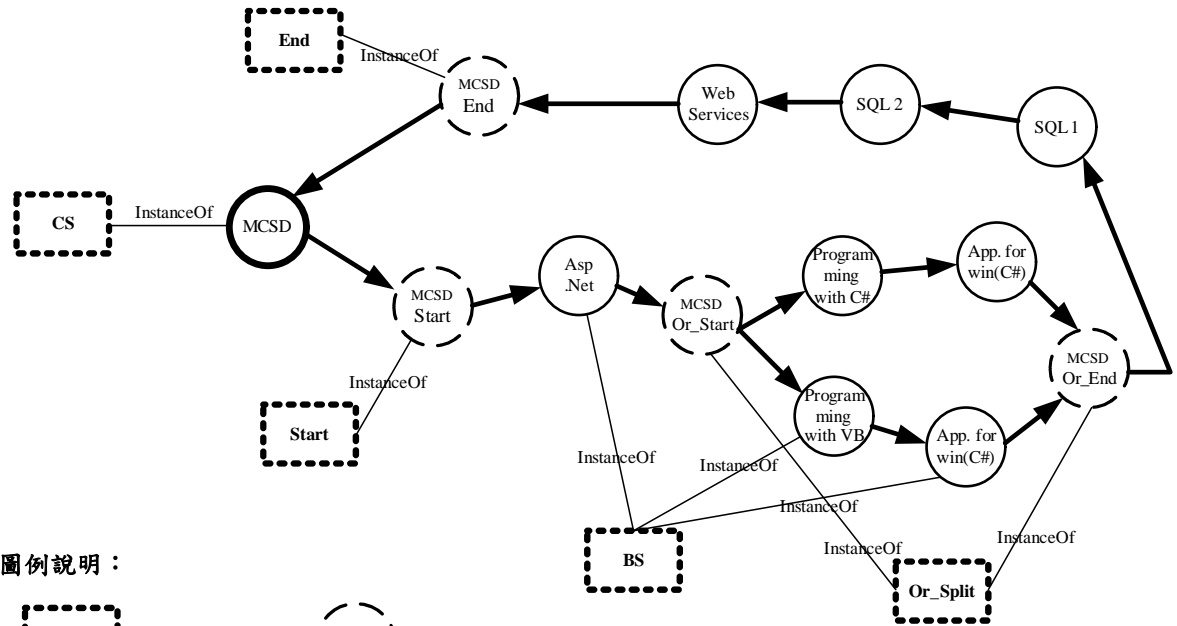 End
InstanceOf
MCSD
End
Web
Services
SQL 2
SQL 1
CS
InstanceOf
MCSD
MCSD
Start
Asp
.Net
MCSD
Or_Start
Program
ming
with C#
App. for
win(C#)
MCSD
Or_End
InstanceOf
Start
Program
ming
with VB
App. for
win(C#)
InstanceOf
InstanceOf
InstanceOf
InstanceOf
InstanceOf
BS
Or_Split
圖例說明：